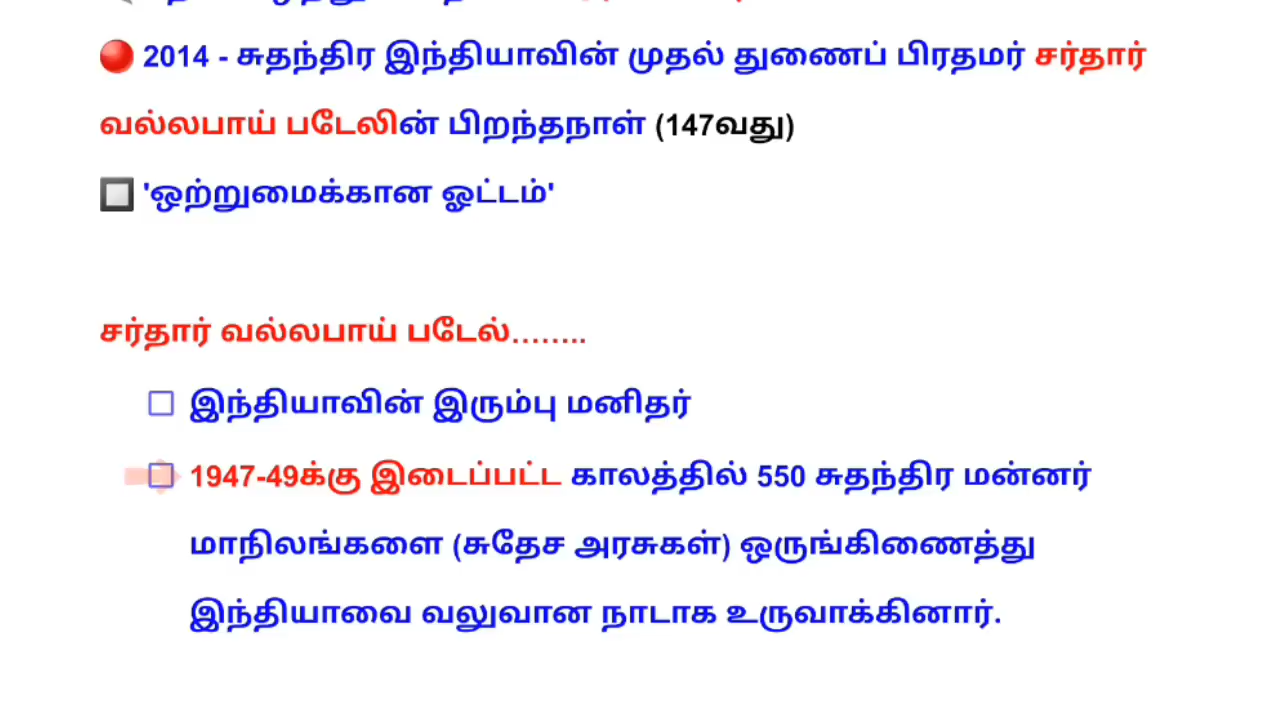 2014 - சுதந்திர இந்தியாவின் முதல் துணைப் பிரதமர் சர்தார்
வல்லபாய் படேலின் பிறந்தநாள் (147வது)
'ஒற்றுமைக்கான ஓட்டம்'
சர்தார் வல்லபாய் படேல்........
இந்தியாவின் இரும்பு மனிதர்
1947-49க்கு இடைப்பட்ட காலத்தில் 550 சுதந்திர மன்னர்
மாநிலங்களை (சுதேச அரசுகள்) ஒருங்கிணைத்து
இந்தியாவை வலுவான நாடாக உருவாக்கினார்.